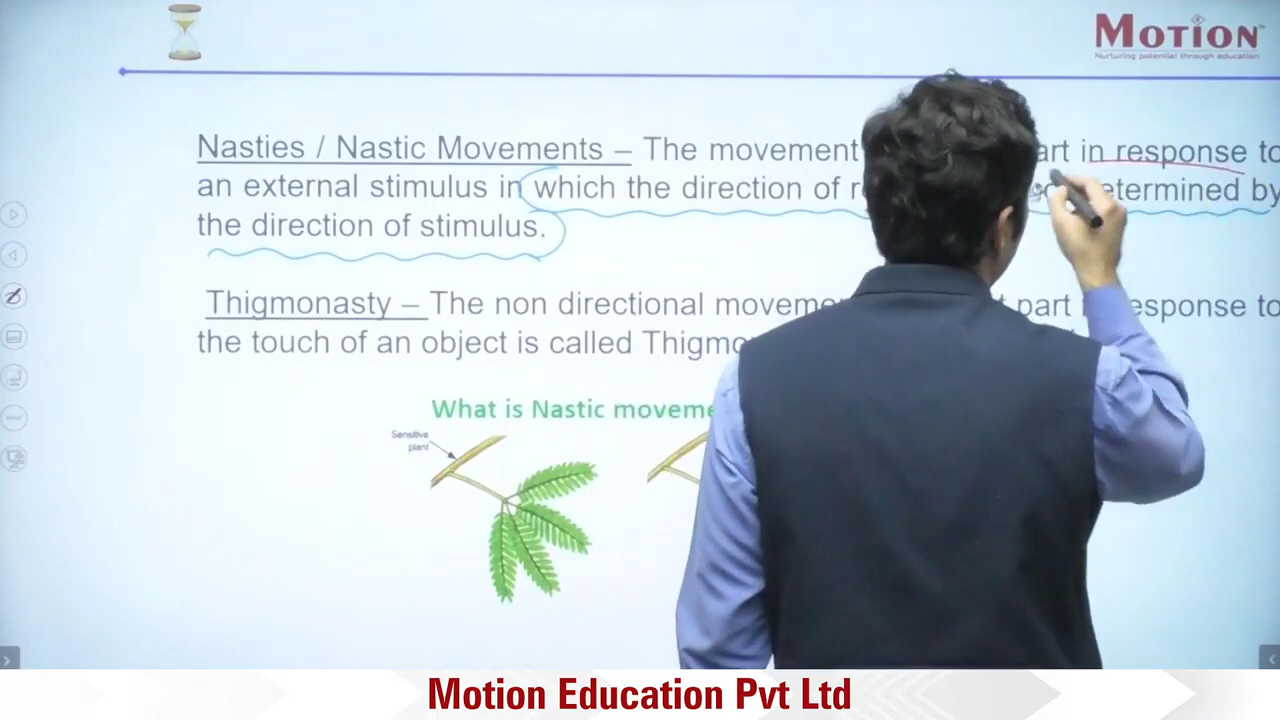 MOTION
Nurturing potential through education
Nasties / Nastic Movements – The movement art in response to
an external stimulus in which the direction of etermined by
the direction of stimulus.
Thigmonasty – The non directional moveme part esponse to
the touch of an object is called Thigmo
What is Nastic moveme
Sensitive
plant
Motion Education Pvt Ltd